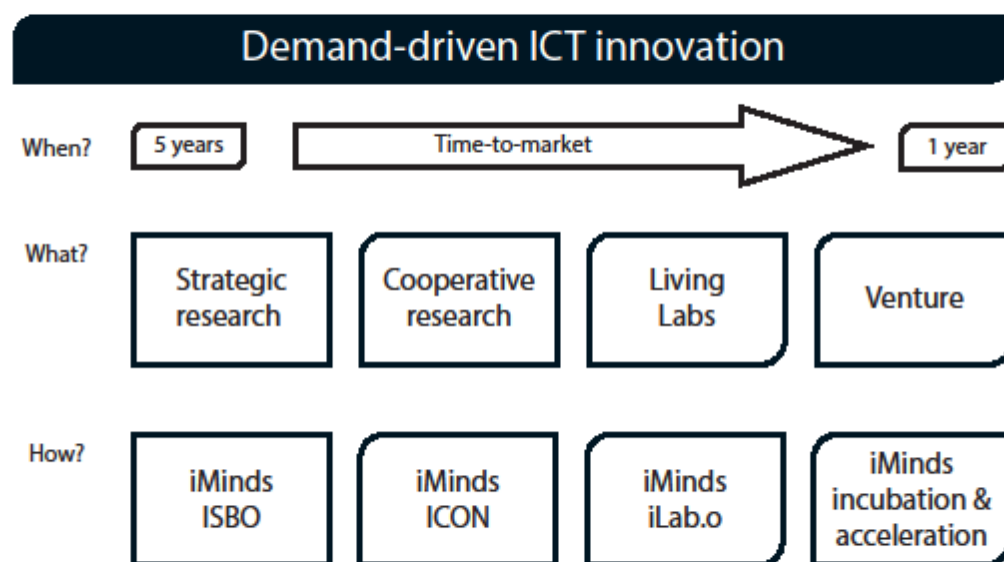 Demand-driven ICT innovation
When?
5 years
Time-to-market
1 year
What?
Strategic
research
Cooperative
research
Living
Labs
Venture
How?
iMinds
ISBO
iMinds
ICON
iMinds
iLab.o
iMinds
incubation &
acceleration